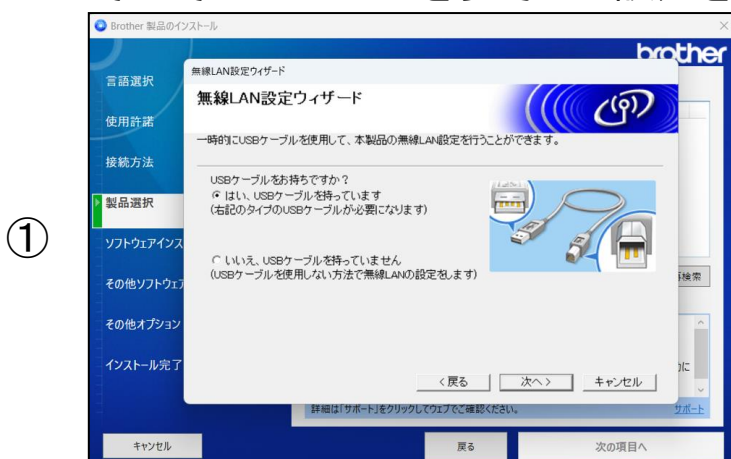 Brother 製品のインストール
brother
言語選択
使用許諾
接続方法
製品選択
ソフトウェアインス
その他ソフトウェア
その他オプション
インストール完了
①
無線LAN設定ウィザード
無線LAN設定ウィザード
一時的にUSBケーブルを使用して、本製品の無線LAN設定を行うことができます。
USBケーブルをお持ちですか?
はい、USBケーブルを持っています
(右記のタイプのUSBケーブルが必要になります)
いいえ、USBケーブルを持っていません
(USBケーブルを使用しない方法で無線LANの設定をします)
<戻る 次へ> キャンセル
再検索
詳細は「サポート」をクリックしてウェブでご確認ください。
サポート
キャンセル 戻る 次の項目へ